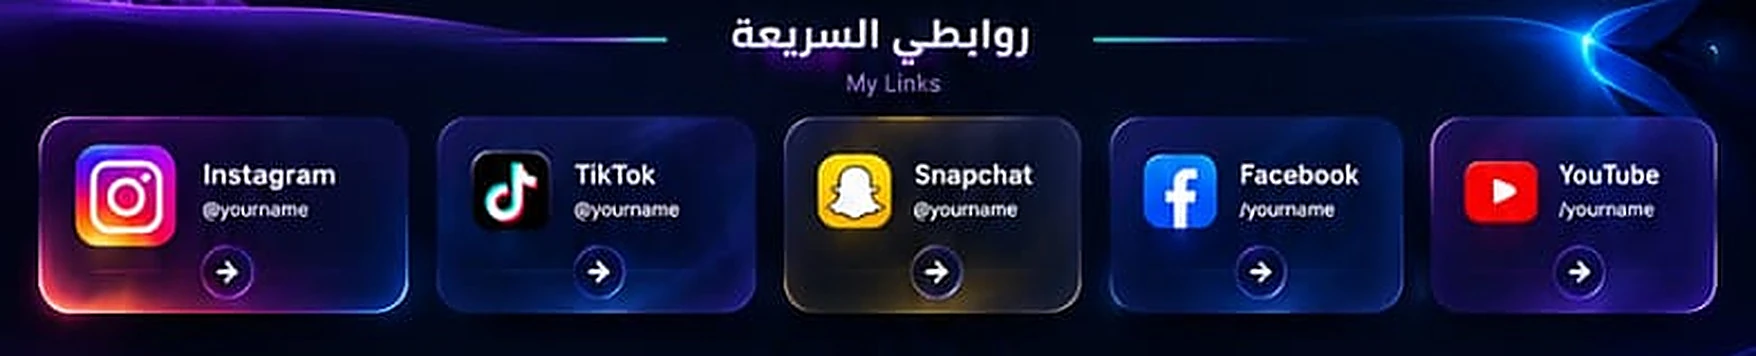 روابطي السريعة
My Links
Instagram
@yourname
TikTok
@yourname
Snapchat
@yourname
Facebook
/yourname
YouTube
/yourname